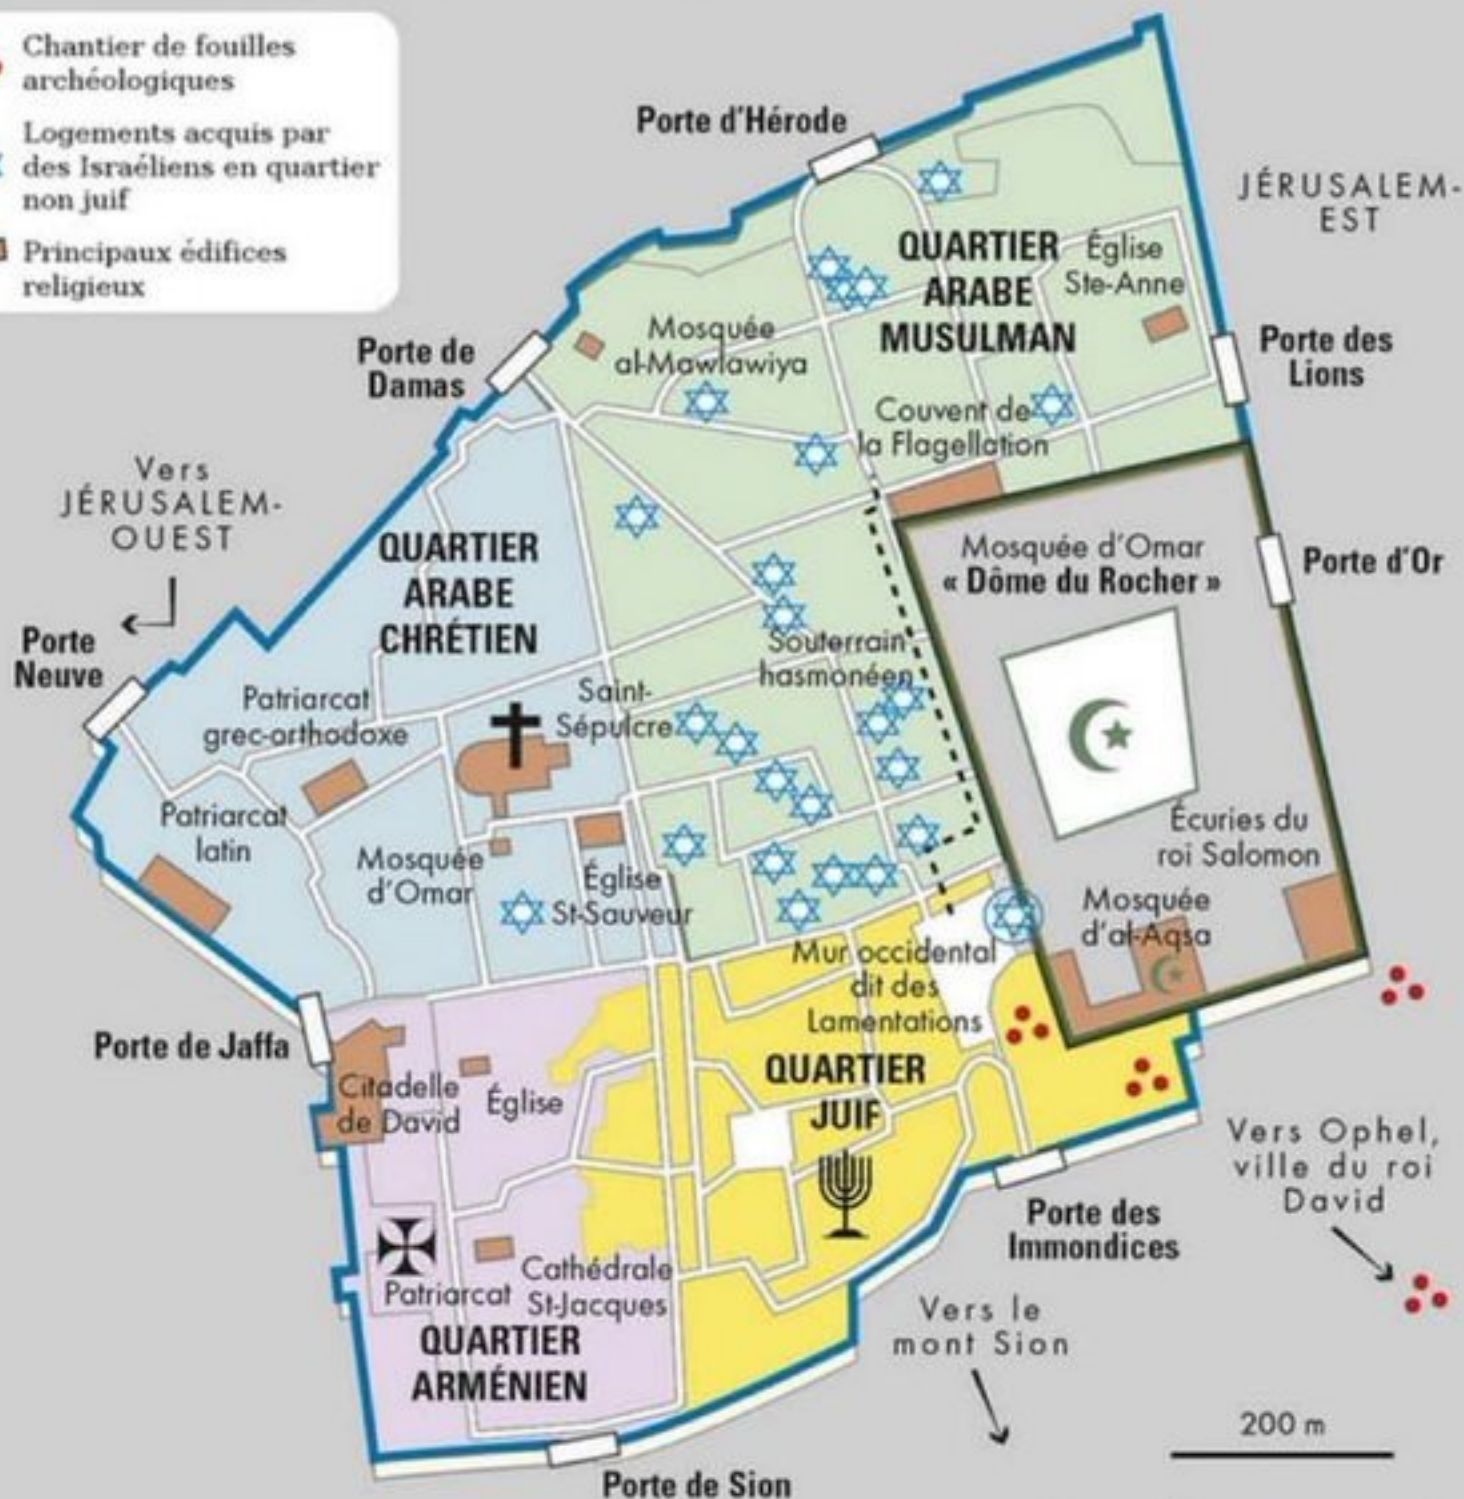 Chantier de fouilles
archéologiques
Logements acquis par
des Israéliens en quartier
non juif
Principaux édifices
religieux
Porte d'Hérode
JÉRUSALEM-
EST
QUARTIER
ARABE
MUSULMAN
Église
Ste-Anne
Porte des
Lions
Mosquée
al-Mawlawiya
Porte de
Damas
Couvent de
la Flagellation
Vers
JÉRUSALEM-
OUEST
QUARTIER
ARABE
CHRÉTIEN
Mosquée d'Omar
« Dôme du Rocher »
Porte d'Or
Porte
Neuve
Souterrain
hasmonéen
Patriarcat
grec-orthodoxe
Saint-
Sépulcre
Patriarcat
latin
Mosquée
d'Omar
Église
St-Sauveur
Écuries du
roi Salomon
Mosquée
d'al-Aqsa
Mur occidental
dit des
Lamentations
Porte de Jaffa
Citadelle
de David
Église
QUARTIER
JUIF
Vers Ophel,
ville du roi
David
Porte des
Immondices
Patriarcat
Cathédrale
St-Jacques
QUARTIER
ARMÉNIEN
Vers le
mont Sion
200 m
Porte de Sion